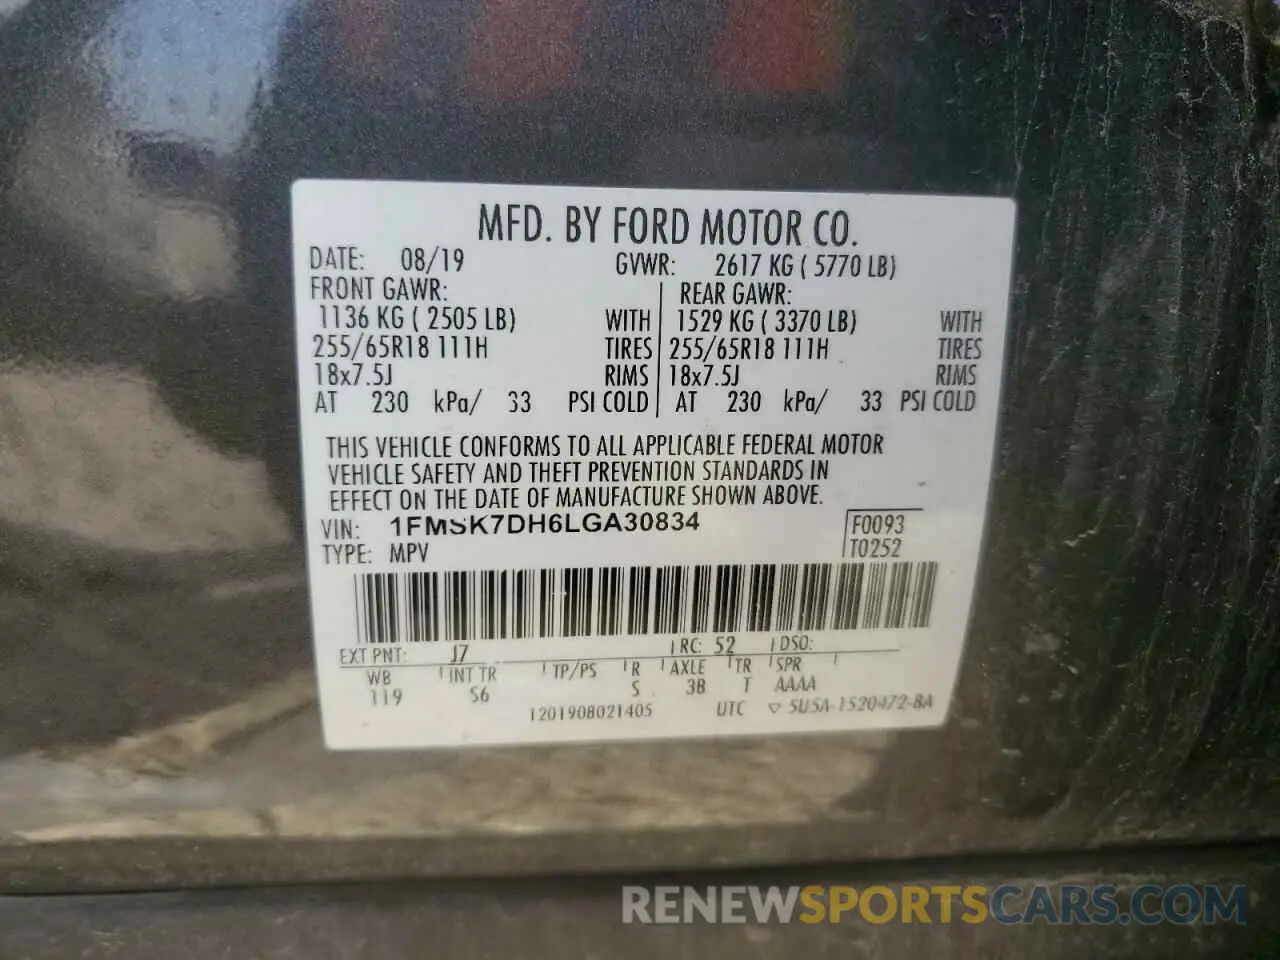 MFD. BY FORD MOTOR CO.
DATE: 08/19 GVWR: 2617 KG ( 5770 LB)
FRONT GAWR: REAR GAWR:
1136 KG ( 2505 LB) WITH 1529 KG ( 3370 LB) WITH
255/65R18 111H TIRES 255/65R18 111H TIRES
18x7.5J RIMS 18x7.5J RIMS
AT 230 kPa/ 33 PSI COLD AT 230 kPa/ 33 PSI COLD
THIS VEHICLE CONFORMS TO ALL APPLICABLE FEDERAL MOTOR
VEHICLE SAFETY AND THEFT PREVENTION STANDARDS IN
EFFECT ON THE DATE OF MANUFACTURE SHOWN ABOVE.
VIN: 1FMSK7DH6LGA30834 F0093
TYPE: MPV T0252
EXT PNT: J7 RC: 52 DSO:
WB INT TR TP/PS R AXLE TR SPR
119 S6 S 3B T AAAA
1201908021405 UTC ▽ 5U5A-1520472-BA
RENEWSPORTSCARS.COM